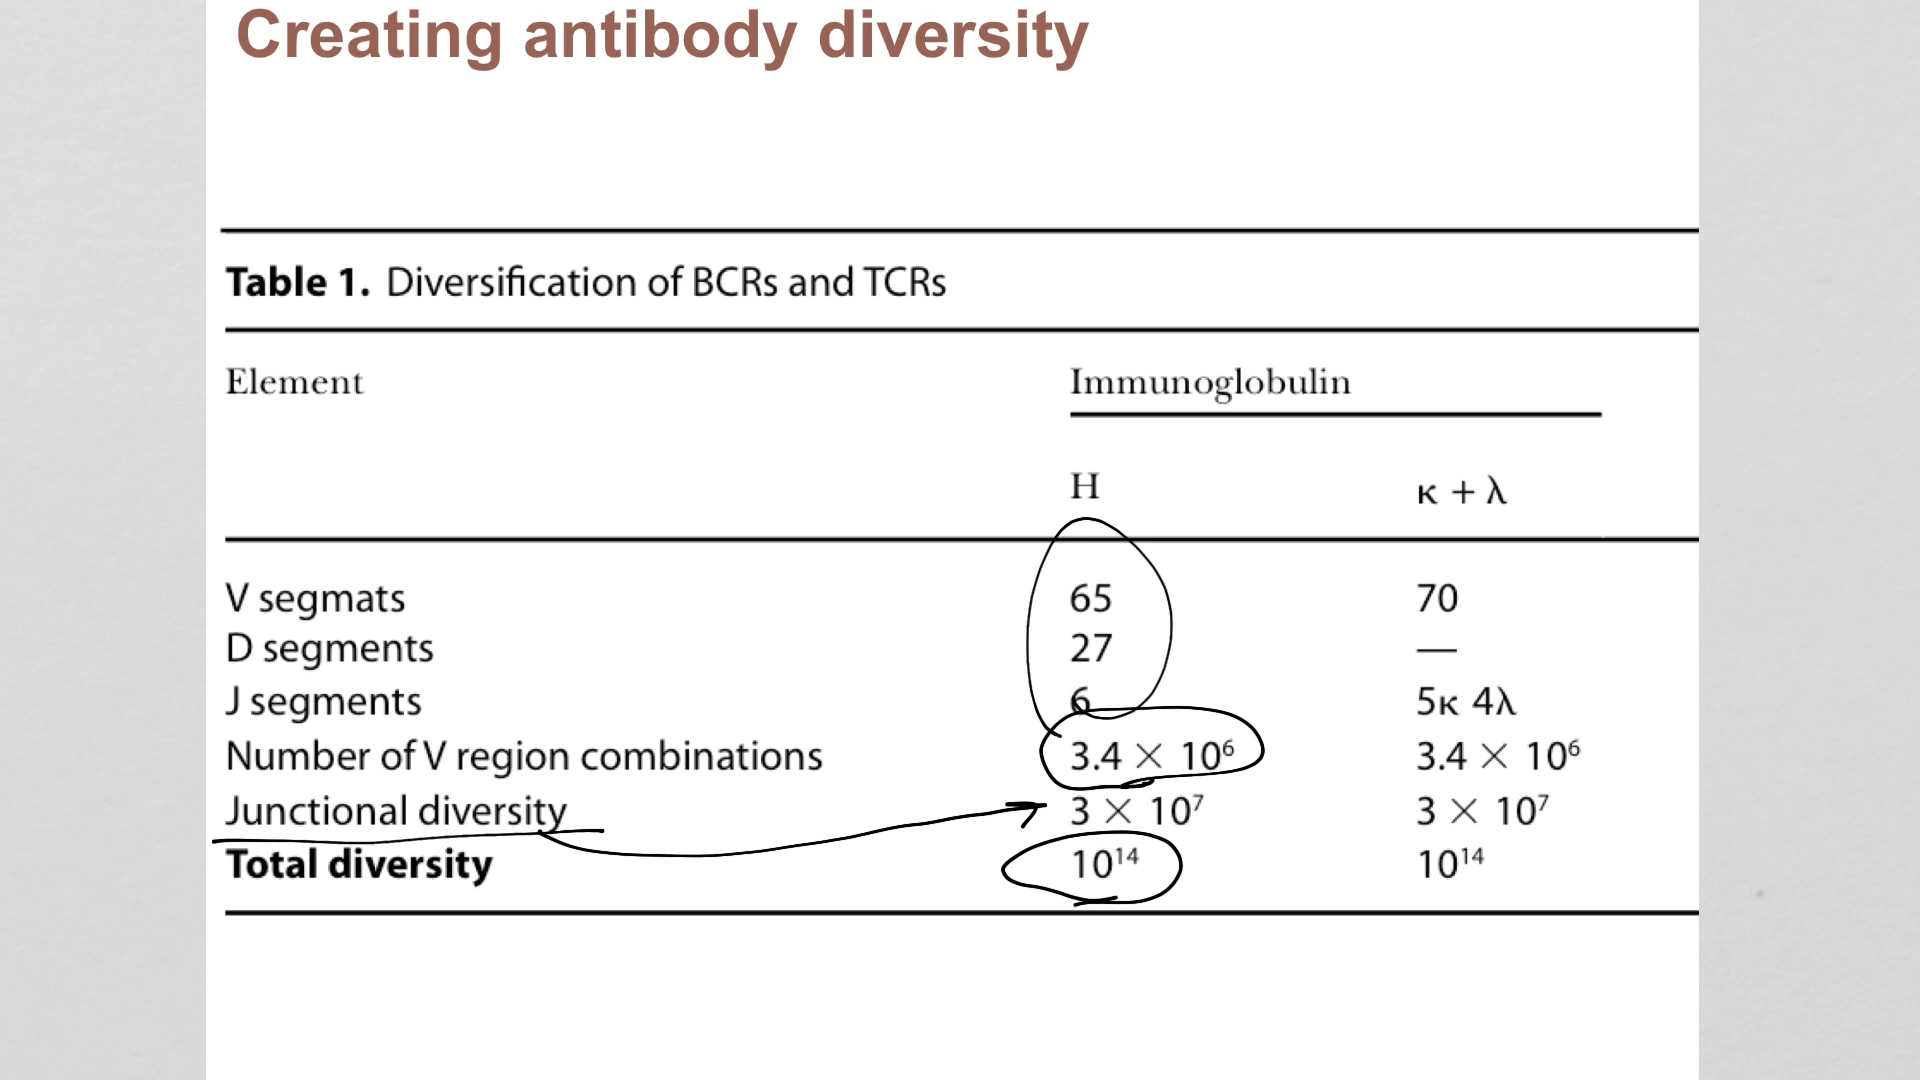 Creating antibody diversity
Table 1. Diversification of BCRs and TCRs
Element Immunoglobulin
H κ + λ
V segmats 65 70
D segments 27 —
J segments 6 5κ 4λ
Number of V region combinations 3.4 × 10⁶ 3.4 × 10⁶
Junctional diversity 3 × 10⁷ 3 × 10⁷
Total diversity 10¹⁴ 10¹⁴